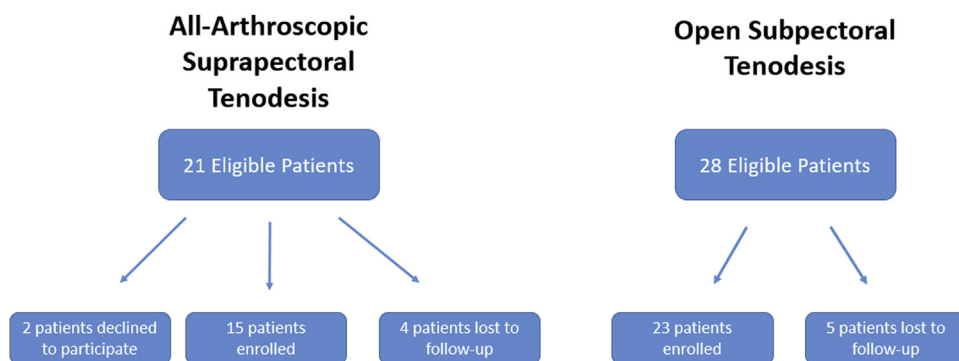 All-Arthroscopic
Suprapectoral
Tenodesis
21 Eligible Patients
2 patients declined
to participate
15 patients
enrolled
4 patients lost to
follow-up
Open Subpectoral
Tenodesis
28 Eligible Patients
23 patients
enrolled
5 patients lost to
follow-up